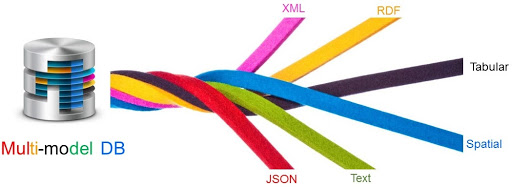 XML
RDF
Tabular
Multi-model DB
Spatial
JSON
Text